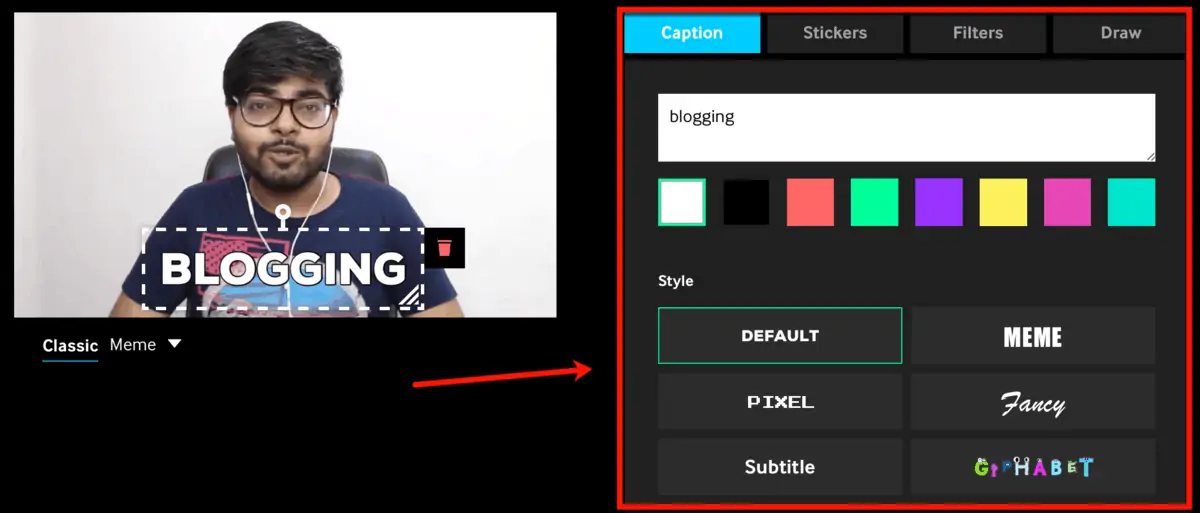 BLOGGING
Classic Meme
Caption Stickers Filters Draw
blogging
Style
DEFAULT MEME
PIXEL Fancy
Subtitle GIPHABET